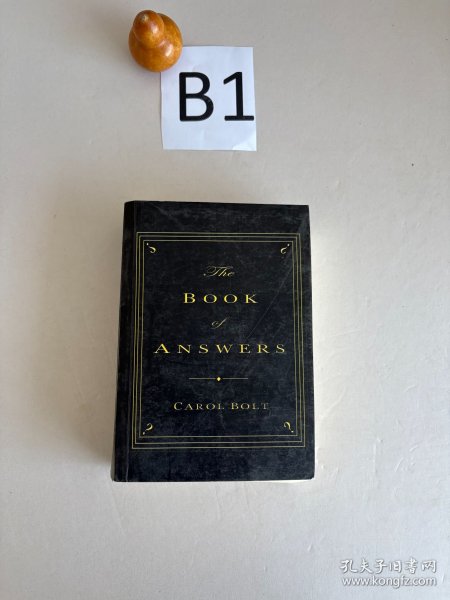 B1
The
BOOK
of
ANSWERS
CAROL BOLT
孔夫子旧书网
www.kongfz.com